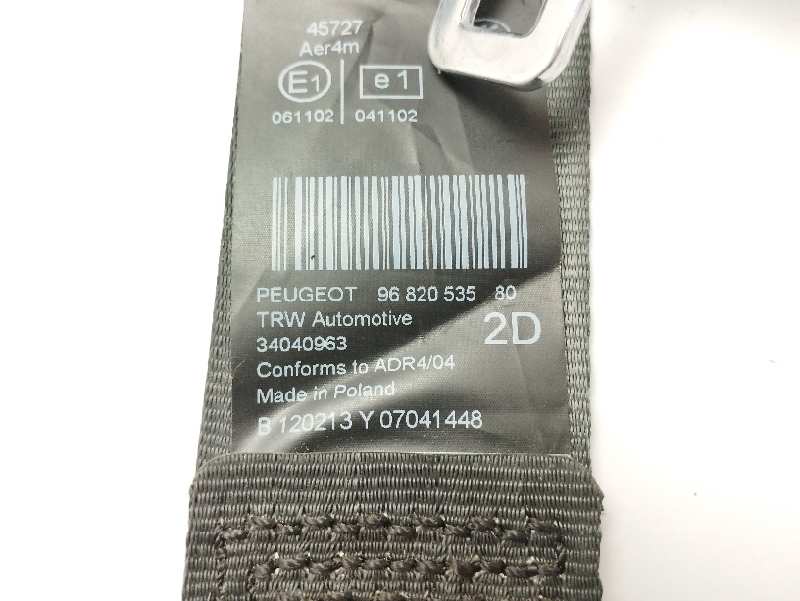 45727
Aer4m
E1 e1
061102 041102
PEUGEOT 96 820 535 80
TRW Automotive 2D
34040963
Conforms to ADR4/04
Made in Poland
B 120213 Y 07041448